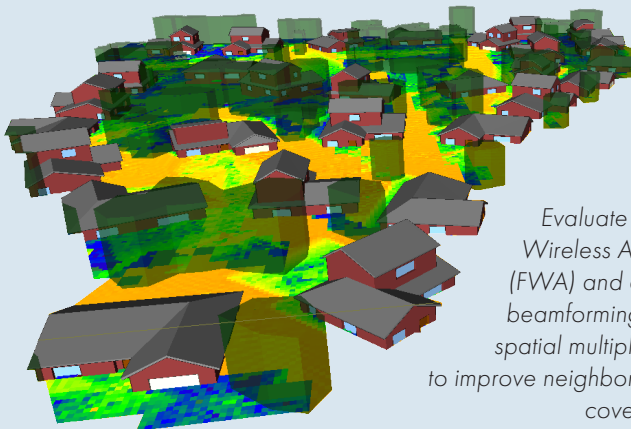 Evaluate
Wireless A
(FWA) and
beamforming
spatial multipl
to improve neighbor
cove